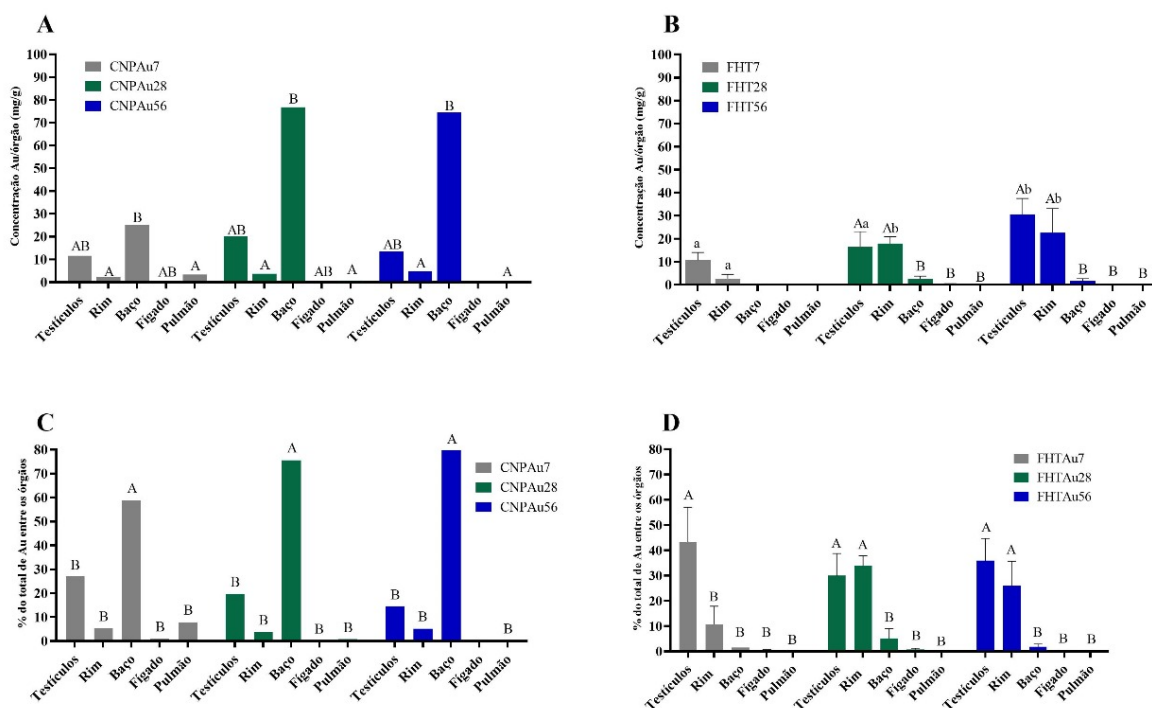 A
Concentração Au/órgão (mg/g)
100
90
80
70
60
50
40
30
20
10
0
CNPAu7
CNPAu28
CNPAu56
AB A B AB A
AB A B AB A
AB A B A
Testículos Rim Baço Fígado Pulmão
Testículos Rim Baço Fígado Pulmão
Testículos Rim Baço Fígado Pulmão
B
Concentração Au/órgão (mg/g)
100
90
80
70
60
50
40
30
20
10
0
FHT7
FHT28
FHT56
a a
Aa Ab B B B
Ab Ab B B B
Testículos Rim Baço Fígado Pulmão
Testículos Rim Baço Fígado Pulmão
Testículos Rim Baço Fígado Pulmão
C
% do total de Au entre os órgãos
80
70
60
50
40
30
20
10
0
CNPAu7
CNPAu28
CNPAu56
B B A B B
B B A B B
B B A B
Testículos Rim Baço Fígado Pulmão
Testículos Rim Baço Fígado Pulmão
Testículos Rim Baço Fígado Pulmão
D
% do total de Au entre os órgãos
80
70
60
50
40
30
20
10
0
FHTAu7
FHTAu28
FHTAu56
A B B B B
A A B B B
A A B B B
Testículos Rim Baço Fígado Pulmão
Testículos Rim Baço Fígado Pulmão
Testículos Rim Baço Fígado Pulmão